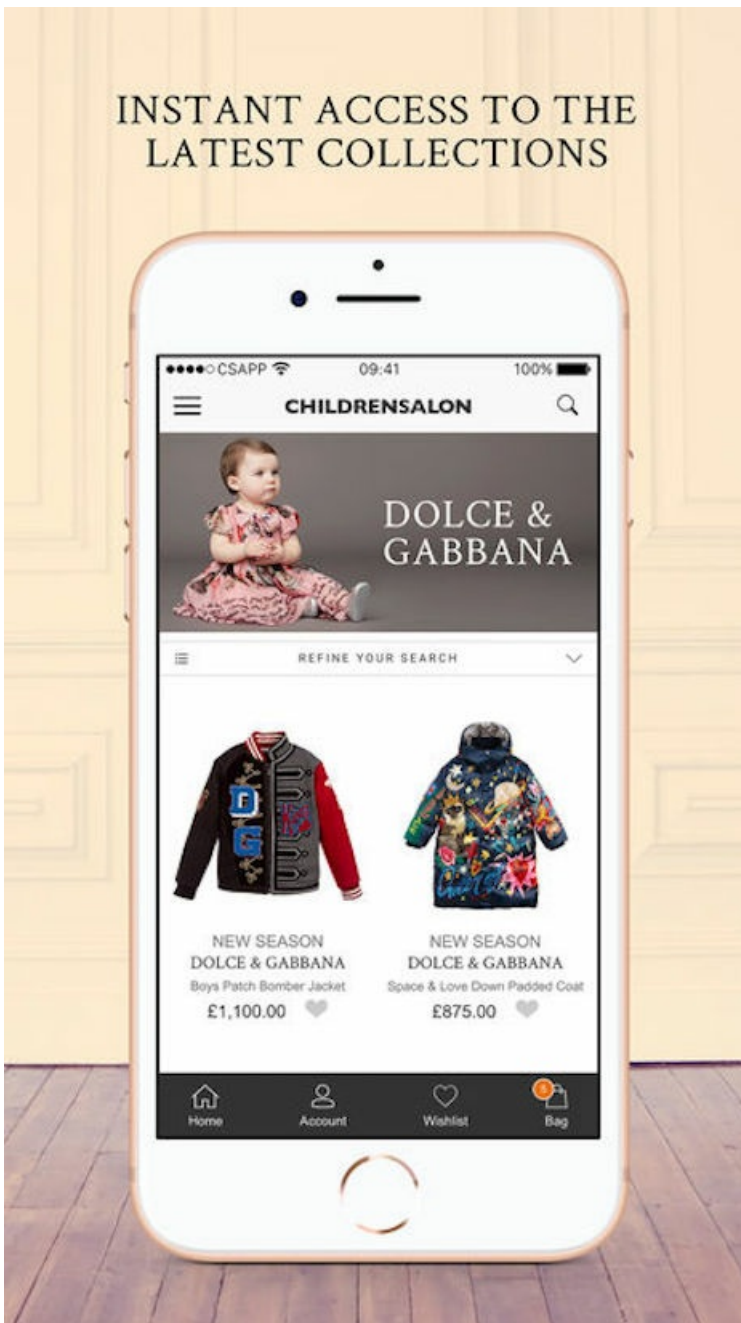 INSTANT ACCESS TO THE
LATEST COLLECTIONS
CSAPP 09:41 100%
CHILDRENSALON
DOLCE &
GABBANA
REFINE YOUR SEARCH
DG
NEW SEASON NEW SEASON
DOLCE & GABBANA DOLCE & GABBANA
Boys Patch Bomber Jacket Space & Love Down Padded Coat
£1,100.00 £875.00
5
Home Account Wishlist Bag